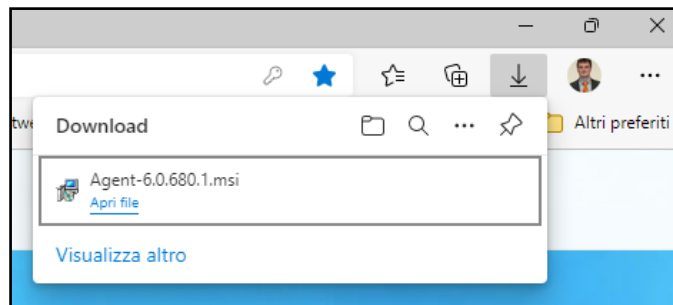 Download
Altri preferiti
Agent-6.0.680.1.msi
Apri file
Visualizza altro